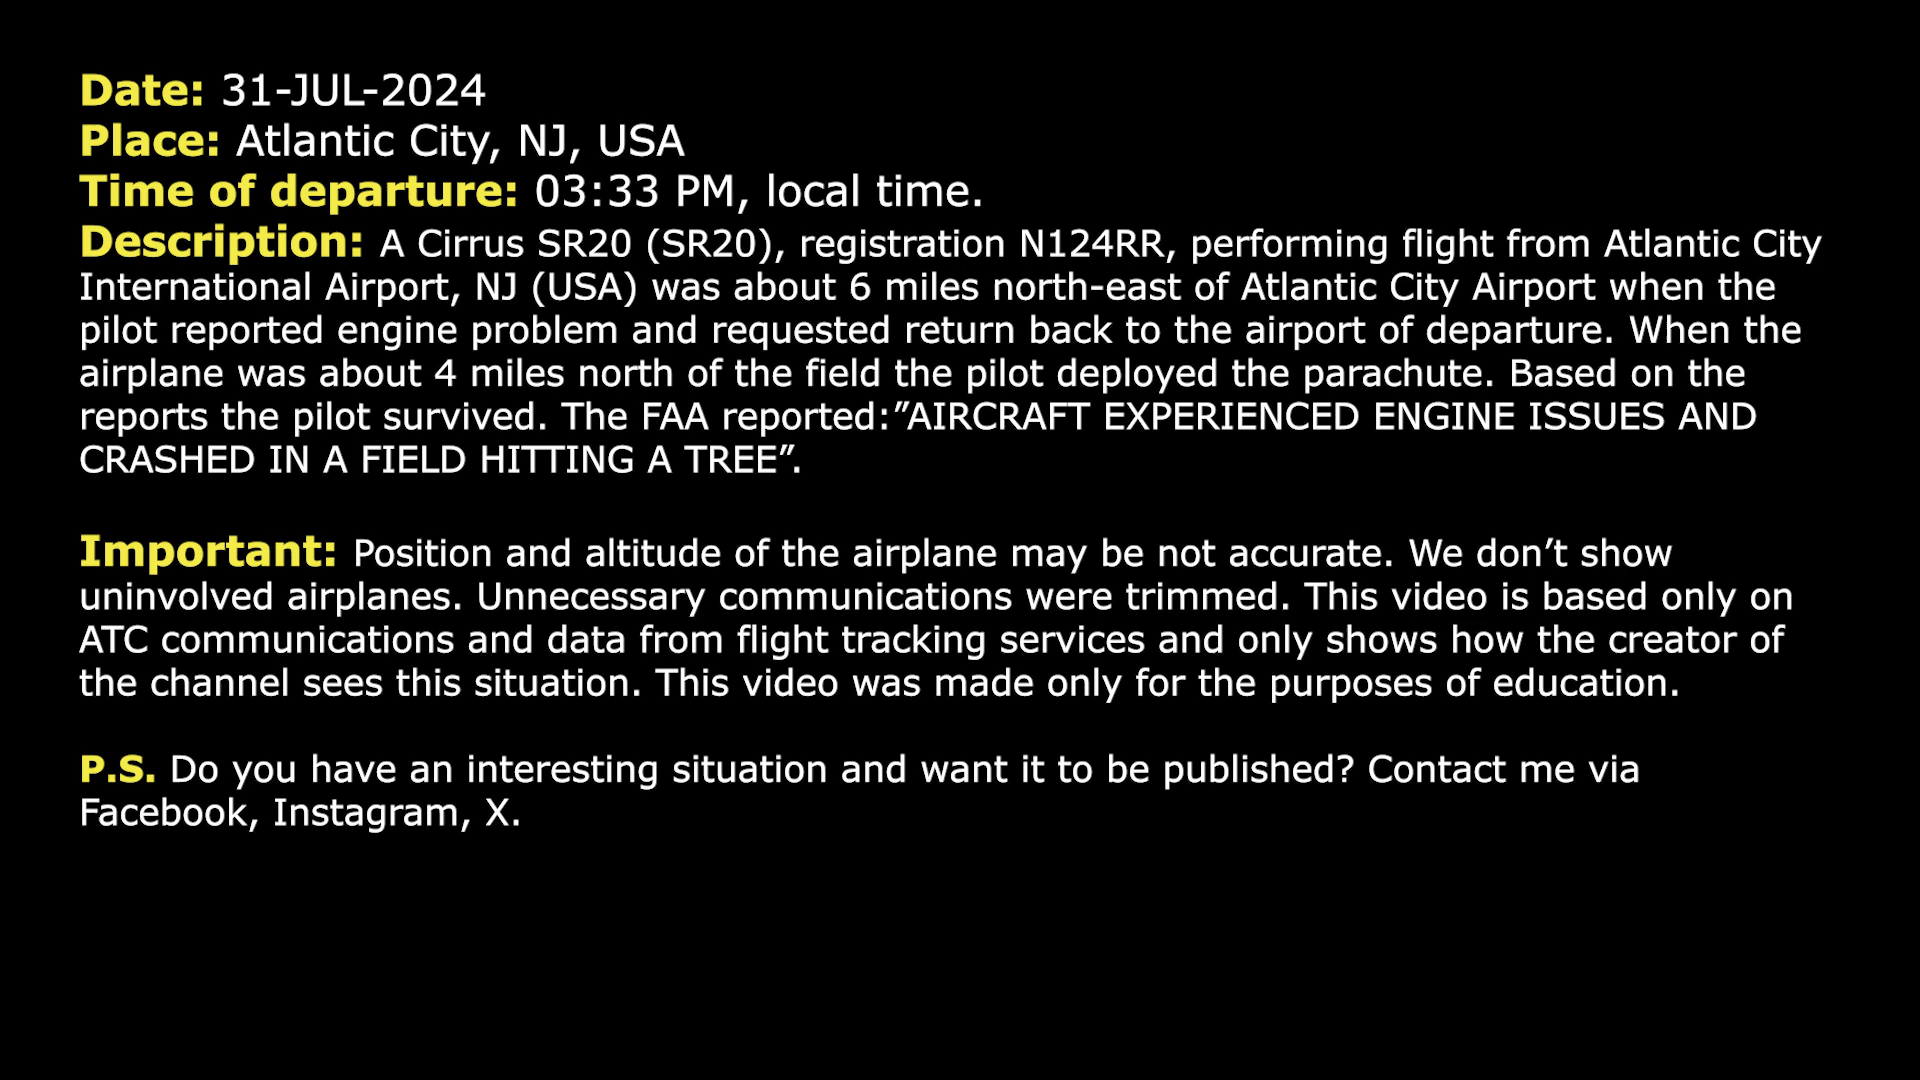 Date: 31-JUL-2024
Place: Atlantic City, NJ, USA
Time of departure: 03:33 PM, local time.
Description: A Cirrus SR20 (SR20), registration N124RR, performing flight from Atlantic City
International Airport, NJ (USA) was about 6 miles north-east of Atlantic City Airport when the
pilot reported engine problem and requested return back to the airport of departure. When the
airplane was about 4 miles north of the field the pilot deployed the parachute. Based on the
reports the pilot survived. The FAA reported:”AIRCRAFT EXPERIENCED ENGINE ISSUES AND
CRASHED IN A FIELD HITTING A TREE”.
Important: Position and altitude of the airplane may be not accurate. We don’t show
uninvolved airplanes. Unnecessary communications were trimmed. This video is based only on
ATC communications and data from flight tracking services and only shows how the creator of
the channel sees this situation. This video was made only for the purposes of education.
P.S. Do you have an interesting situation and want it to be published? Contact me via
Facebook, Instagram, X.